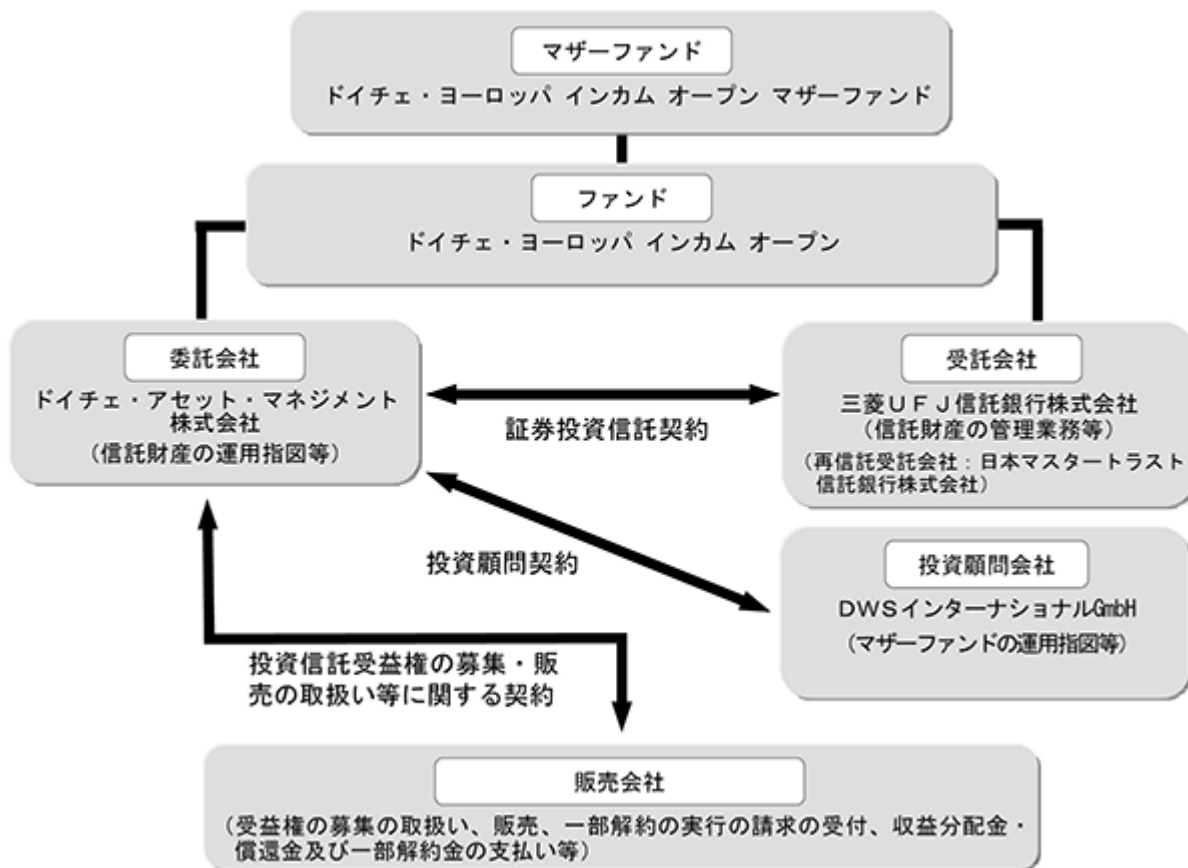 マザーファンド
ドイチェ・ヨーロッパ インカム オープン マザーファンド
ファンド
ドイチェ・ヨーロッパ インカム オープン
委託会社
ドイチェ・アセット・マネジメント
株式会社
(信託財産の運用指図等)
証券投資信託契約
受託会社
三菱UFJ信託銀行株式会社
(信託財産の管理業務等)
(再信託受託会社:日本マスタートラスト
信託銀行株式会社)
投資顧問契約
投資顧問会社
DWSインターナショナルGmbH
(マザーファンドの運用指図等)
投資信託受益権の募集・販
売の取扱い等に関する契約
販売会社
(受益権の募集の取扱い、販売、一部解約の実行の請求の受付、収益分配金・
償還金及び一部解約金の支払い等)